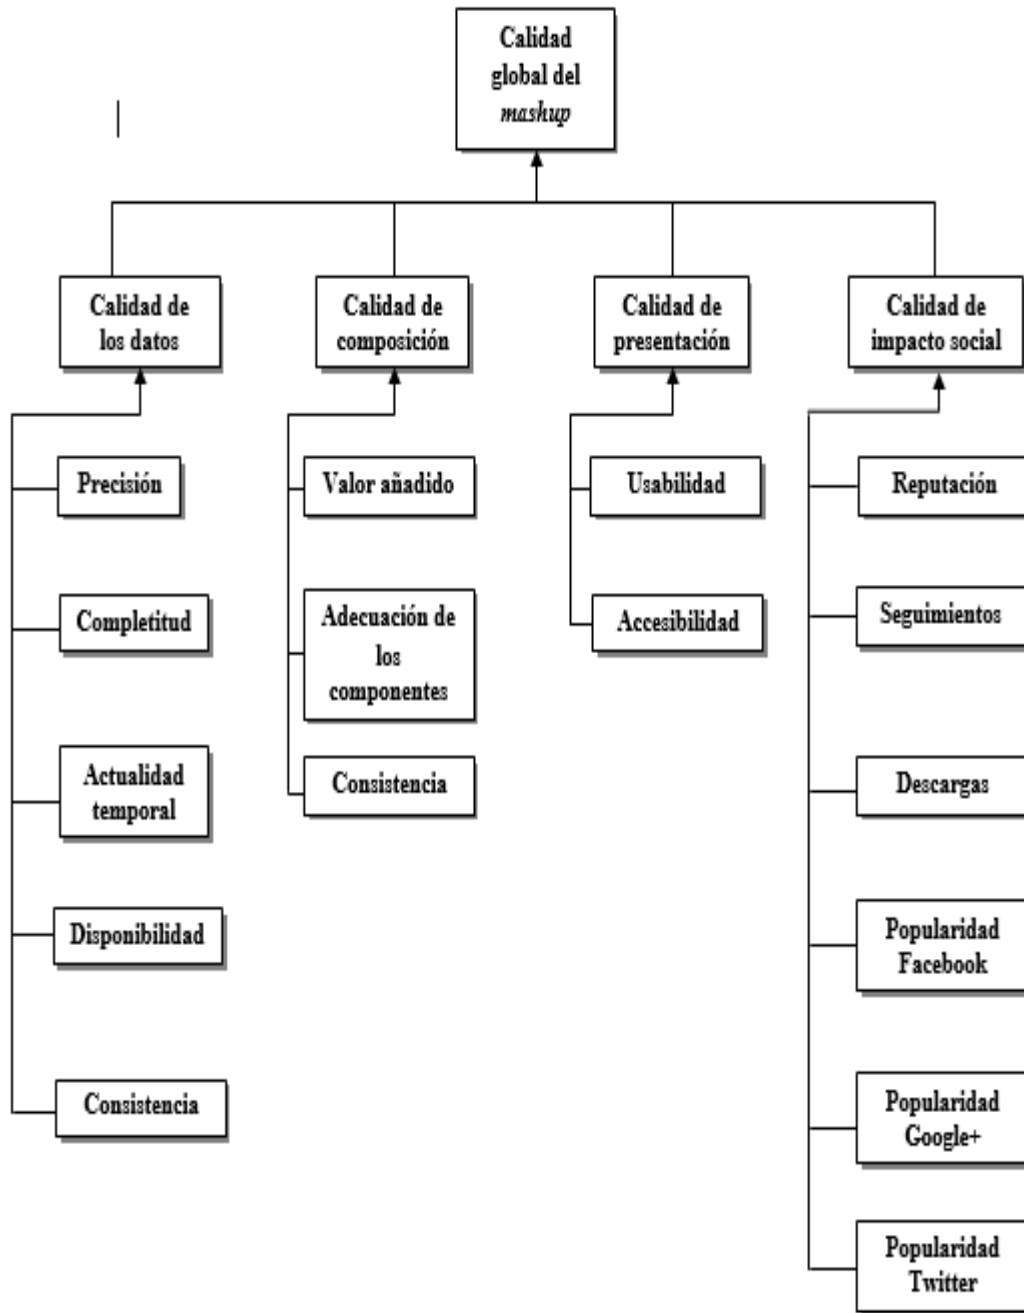 Calidad
global del
mashup
Calidad de
los datos
Calidad de
composición
Calidad de
presentación
Calidad de
impacto social
Precisión
Completitud
Actualidad
temporal
Disponibilidad
Consistencia
Valor añadido
Adecuación de
los
componentes
Consistencia
Usabilidad
Accesibilidad
Reputación
Seguimientos
Descargas
Popularidad
Facebook
Popularidad
Google+
Popularidad
Twitter